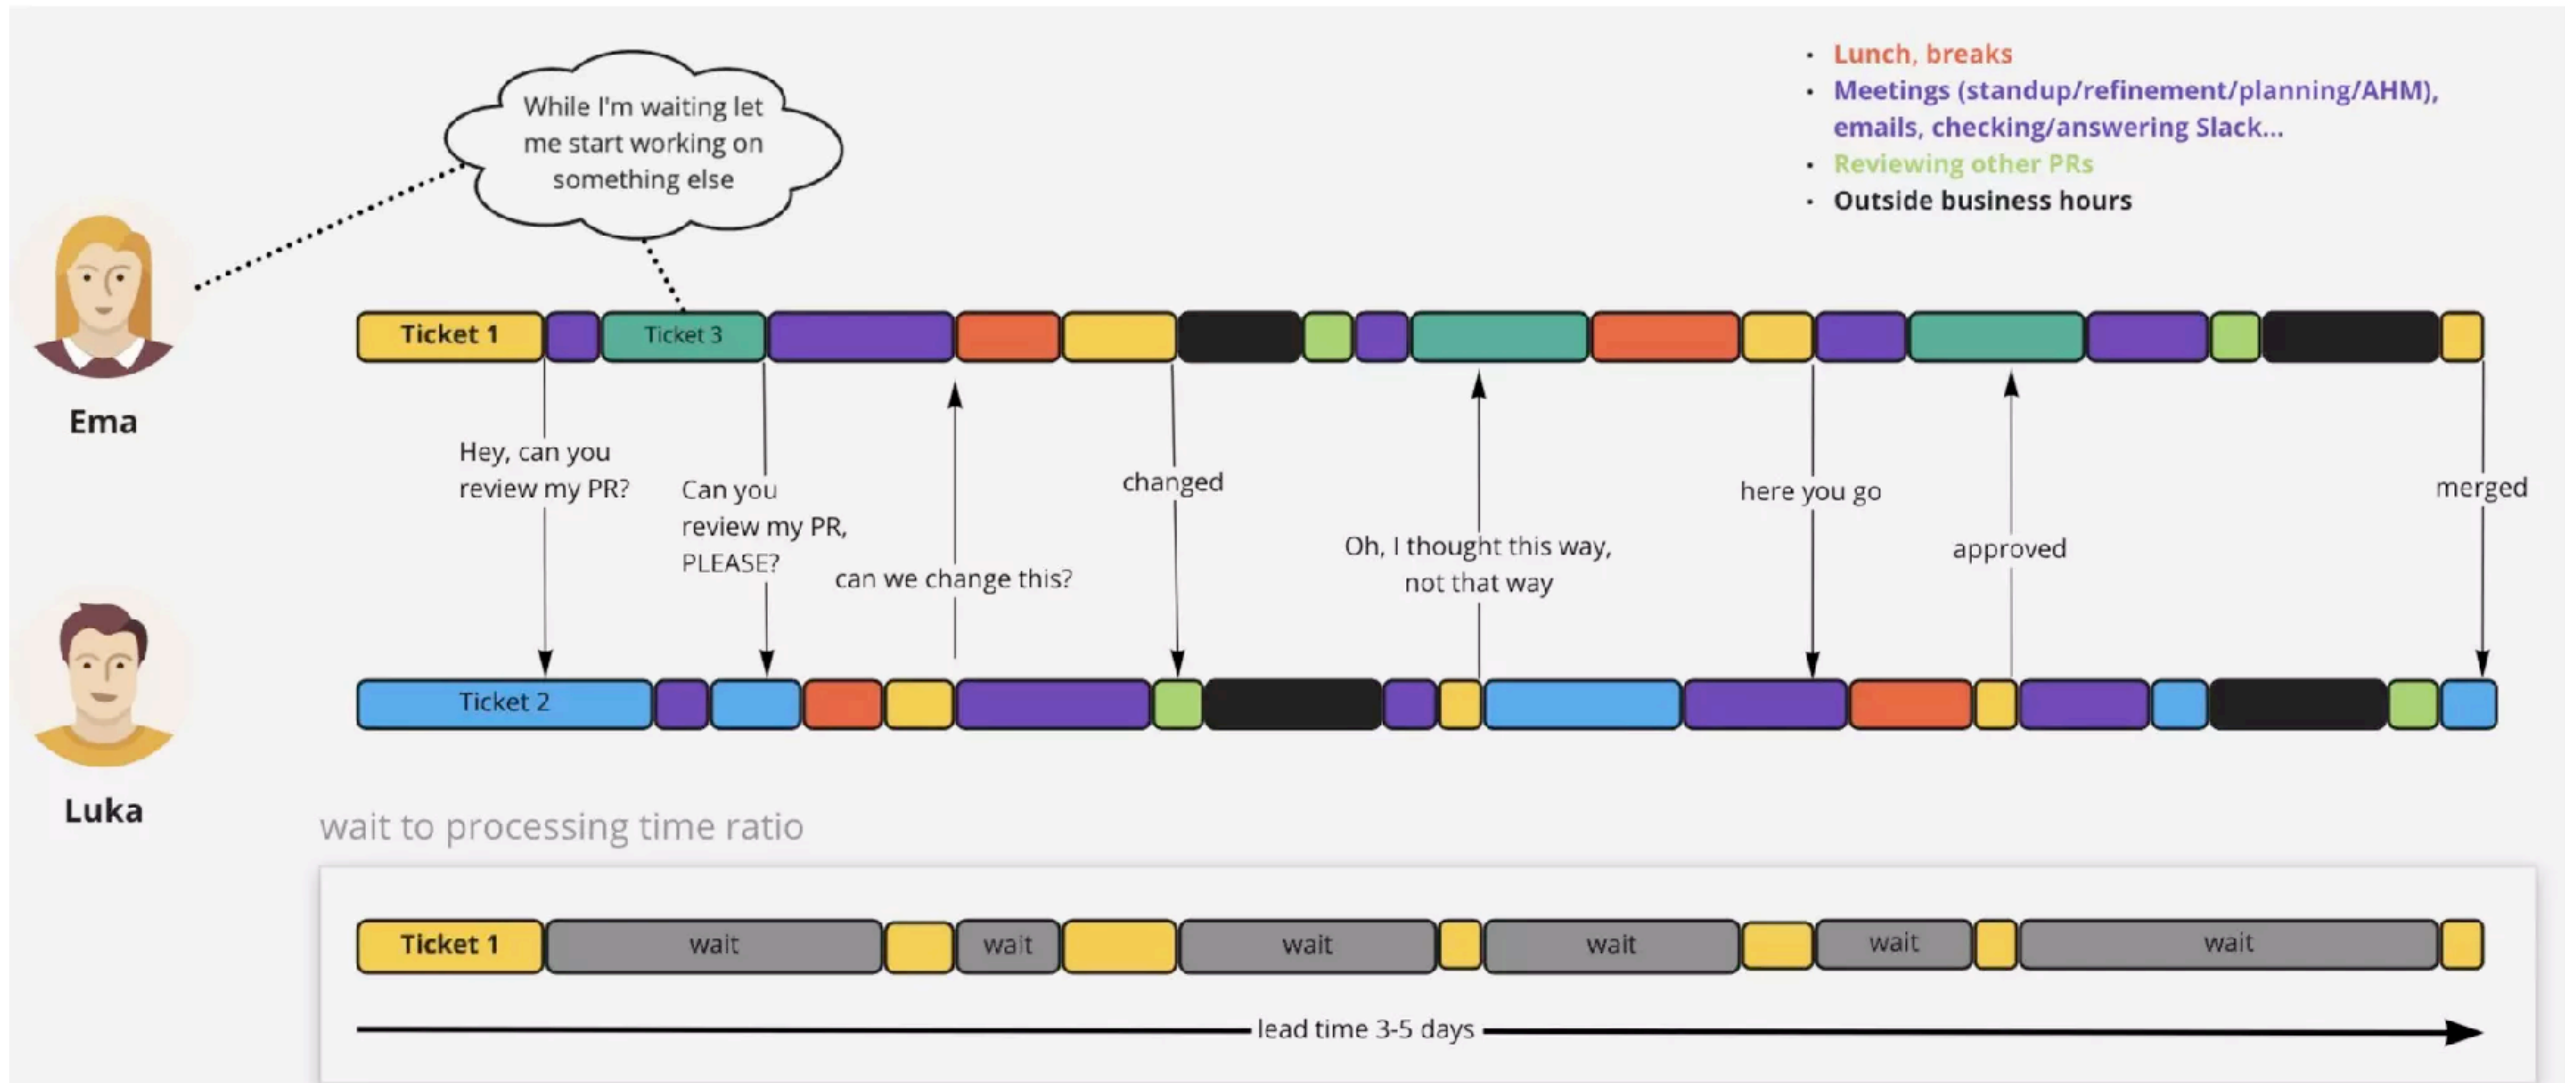 While I'm waiting let
me start working on
something else
· Lunch, breaks
· Meetings (standup/refinement/planning/AHM),
emails, checking/answering Slack...
· Reviewing other PRs
· Outside business hours
Ema
Ticket 1
Ticket 3
Hey, can you
review my PR?
Can you
review my PR,
PLEASE?
can we change this?
changed
Oh, I thought this way,
not that way
here you go
approved
merged
Luka
Ticket 2
wait to processing time ratio
Ticket 1
wait
wait
wait
wait
wait
wait
lead time 3-5 days